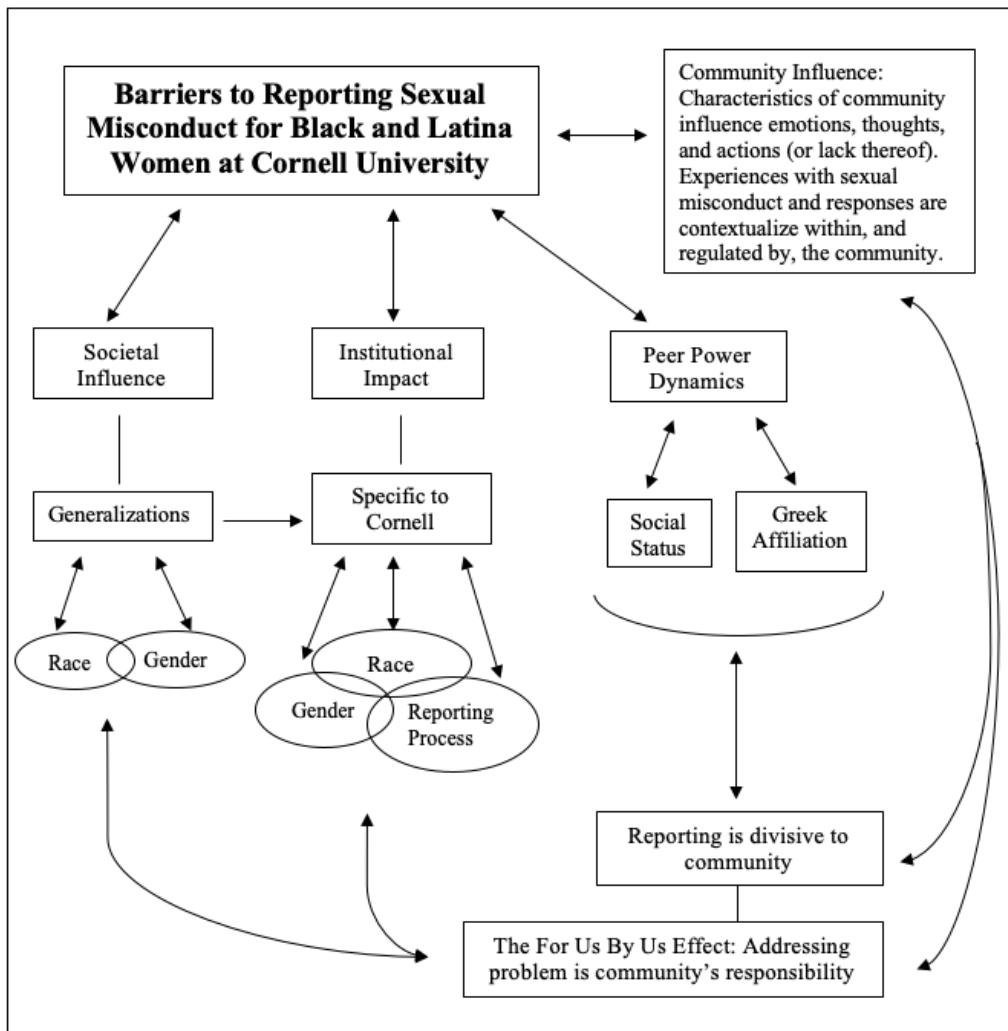 Barriers to Reporting Sexual
Misconduct for Black and Latina
Women at Cornell University
Community Influence:
Characteristics of community
influence emotions, thoughts,
and actions (or lack thereof).
Experiences with sexual
misconduct and responses are
contextualize within, and
regulated by, the community.
Societal
Influence
Institutional
Impact
Peer Power
Dynamics
Generalizations
Specific to
Cornell
Social
Status
Greek
Affiliation
Race
Gender
Race
Gender
Reporting
Process
Reporting is divisive to
community
The For Us By Us Effect: Addressing
problem is community's responsibility